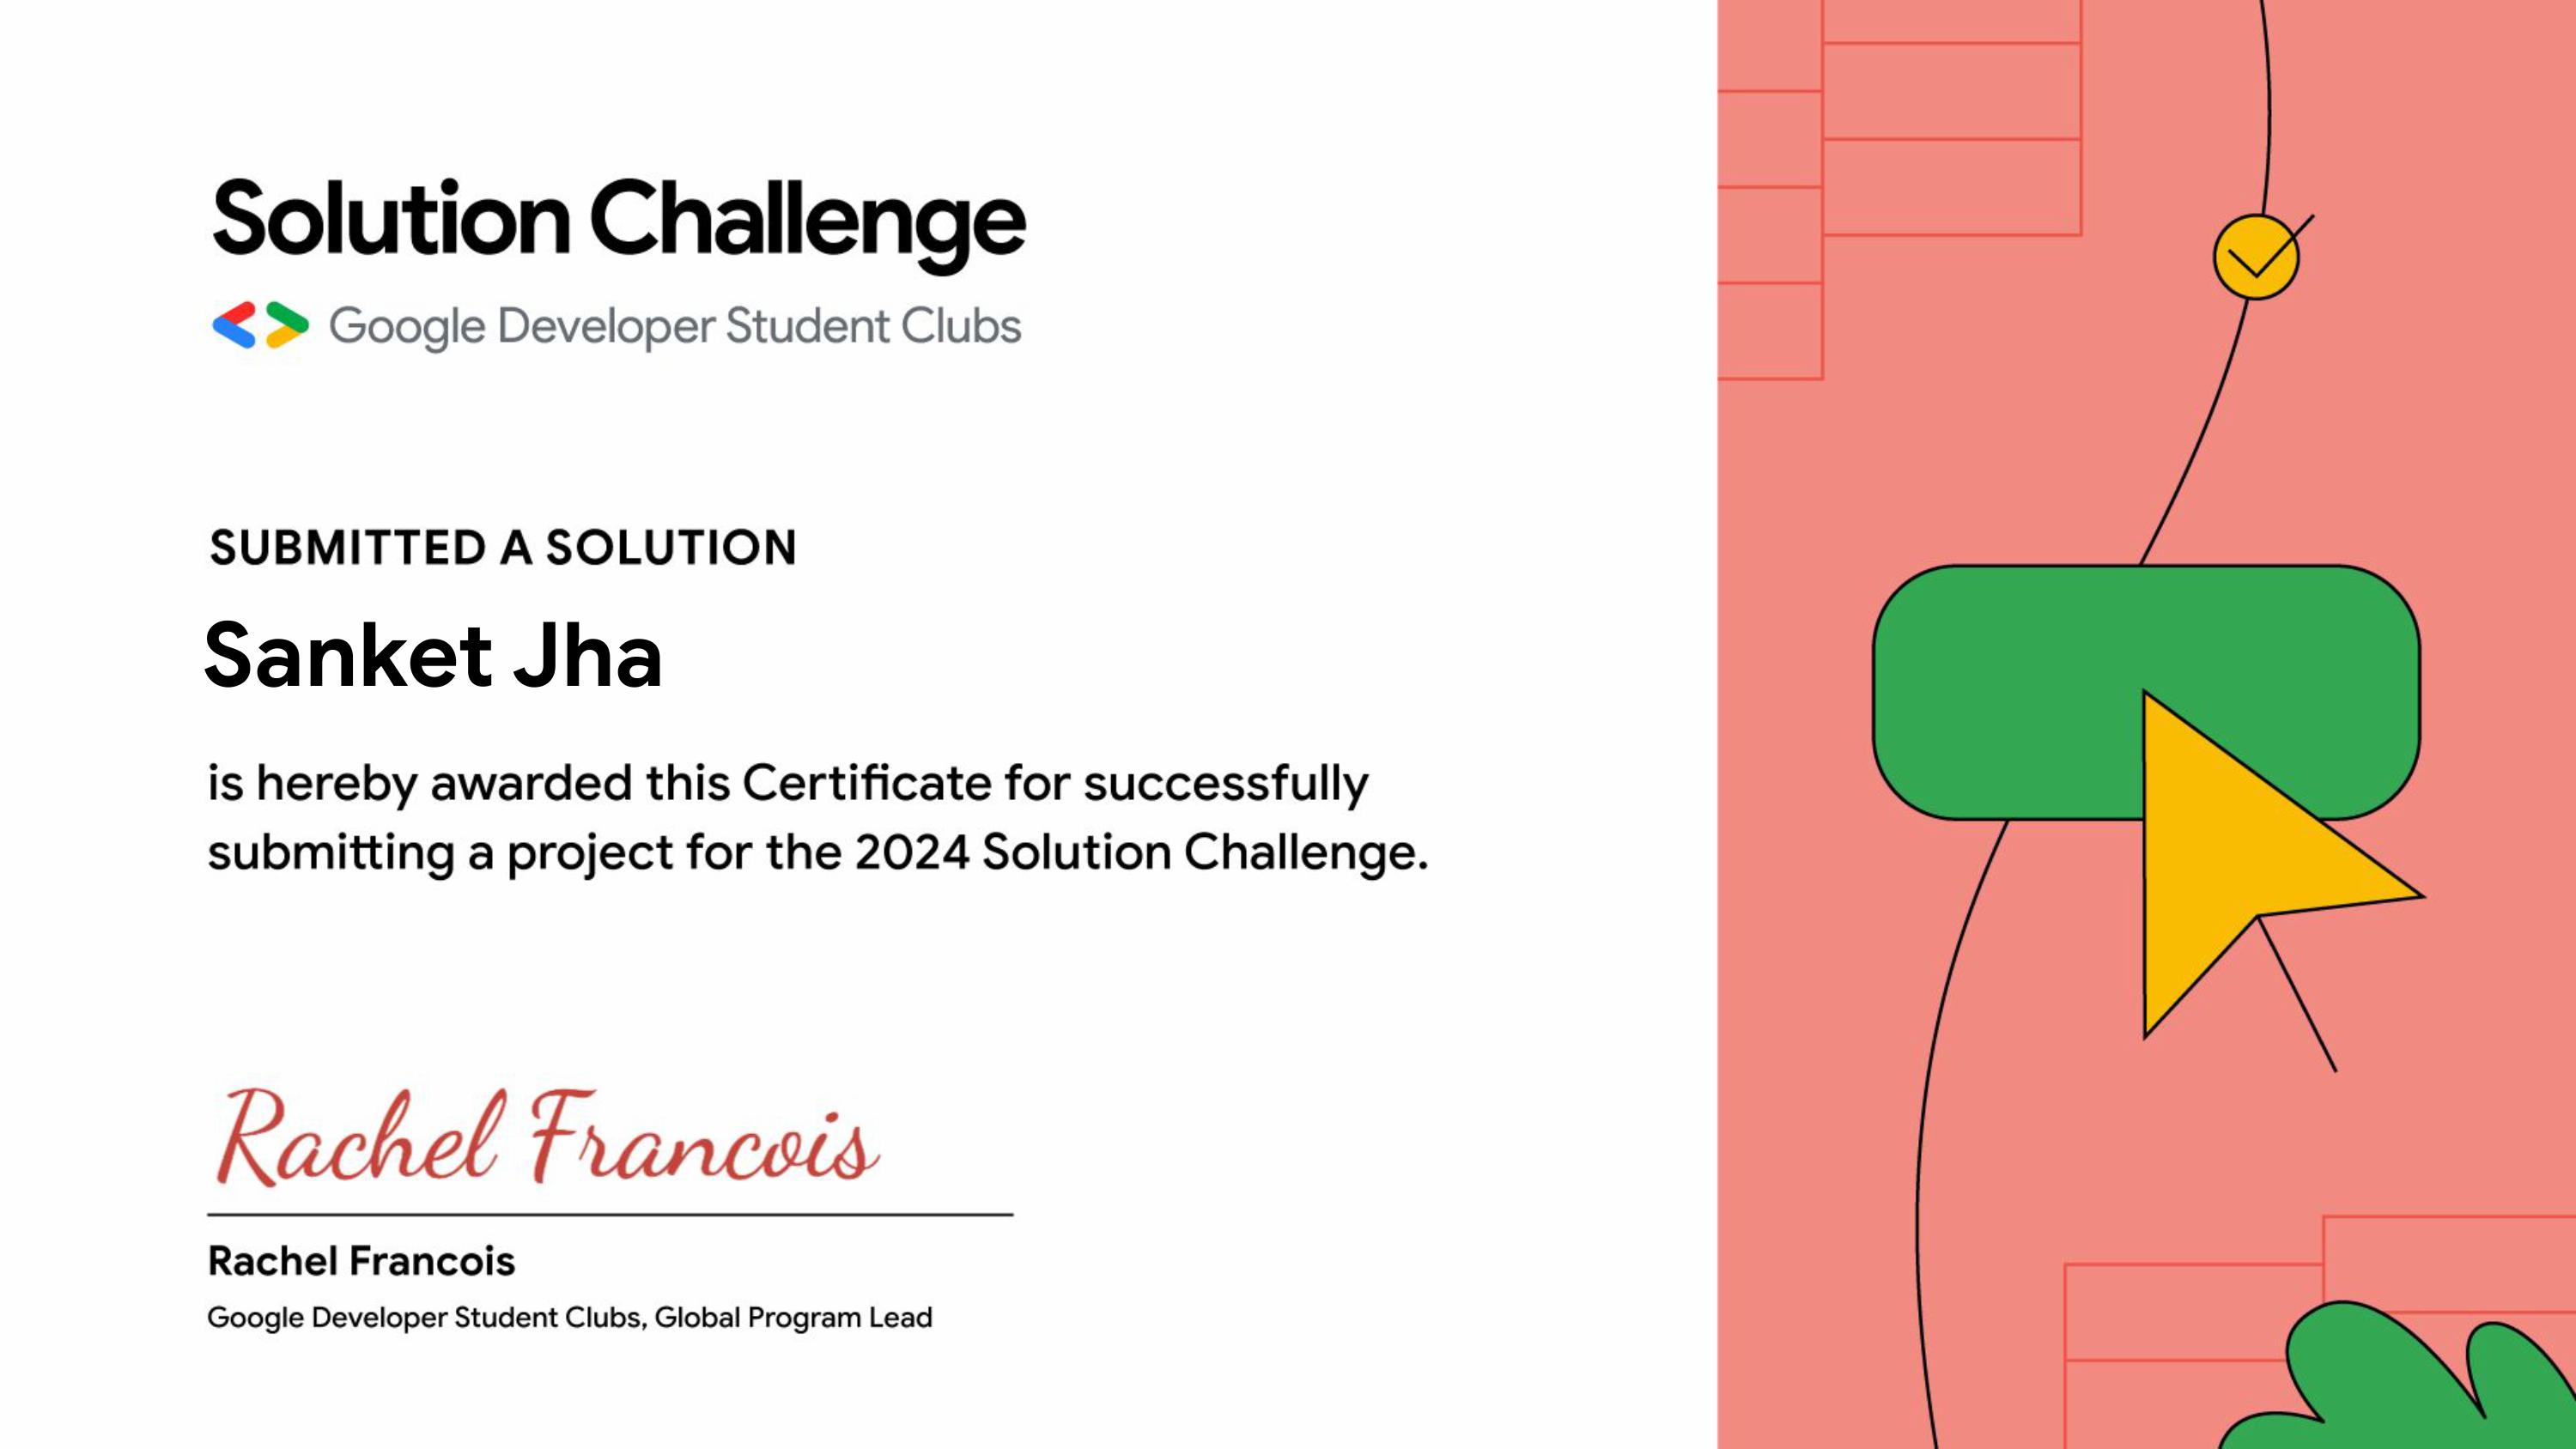 Solution Challenge
Google Developer Student Clubs
SUBMITTED A SOLUTION
Sanket Jha
is hereby awarded this Certificate for successfully
submitting a project for the 2024 Solution Challenge.
Rachel Francois
Rachel Francois
Google Developer Student Clubs, Global Program Lead